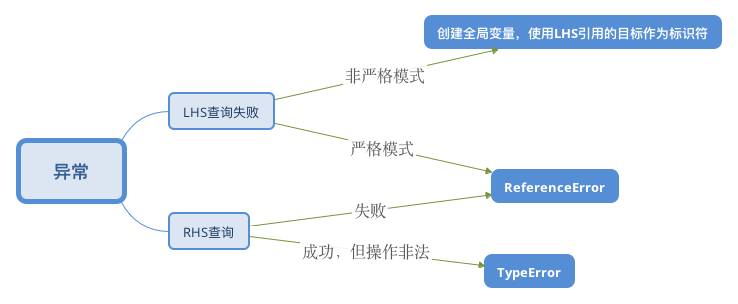 创建全局变量，使用LHS引用的目标作为标识符
非严格模式
LHS查询失败
严格模式
异常
ReferenceError
失败
RHS查询
成功，但操作非法
TypeError